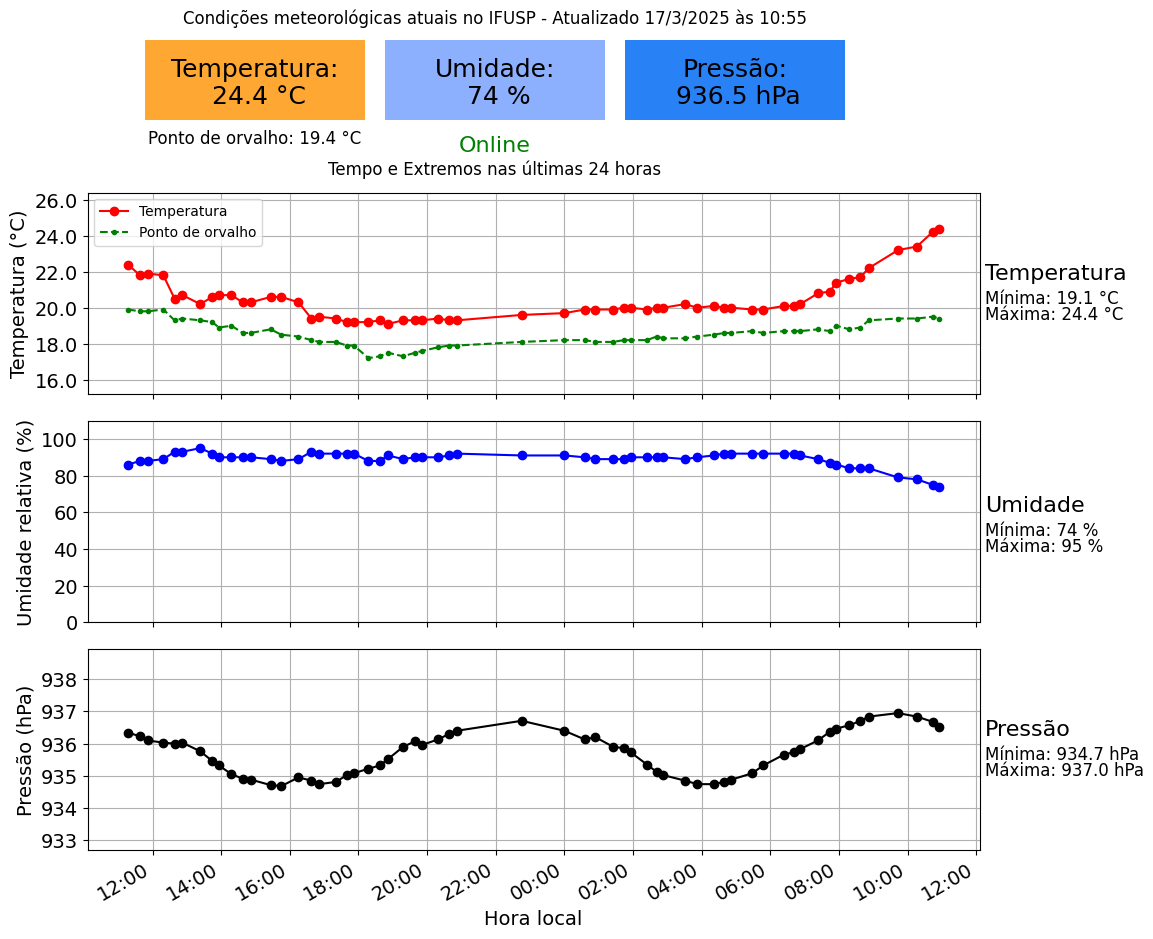 Condições meteorológicas atuais no IFUSP - Atualizado 17/3/2025 às 10:55
Temperatura:
24.4 °C
Umidade:
74 %
Pressão:
936.5 hPa
Ponto de orvalho: 19.4 °C
Online
Tempo e Extremos nas últimas 24 horas
Temperatura (°C)
26.0
24.0
22.0
20.0
18.0
16.0
Temperatura
Ponto de orvalho
Temperatura
Mínima: 19.1 °C
Máxima: 24.4 °C
Umidade relativa (%)
100
80
60
40
20
0
Umidade
Mínima: 74 %
Máxima: 95 %
Pressão (hPa)
938
937
936
935
934
933
Pressão
Mínima: 934.7 hPa
Máxima: 937.0 hPa
12:00
14:00
16:00
18:00
20:00
22:00
00:00
02:00
04:00
06:00
08:00
10:00
12:00
Hora local